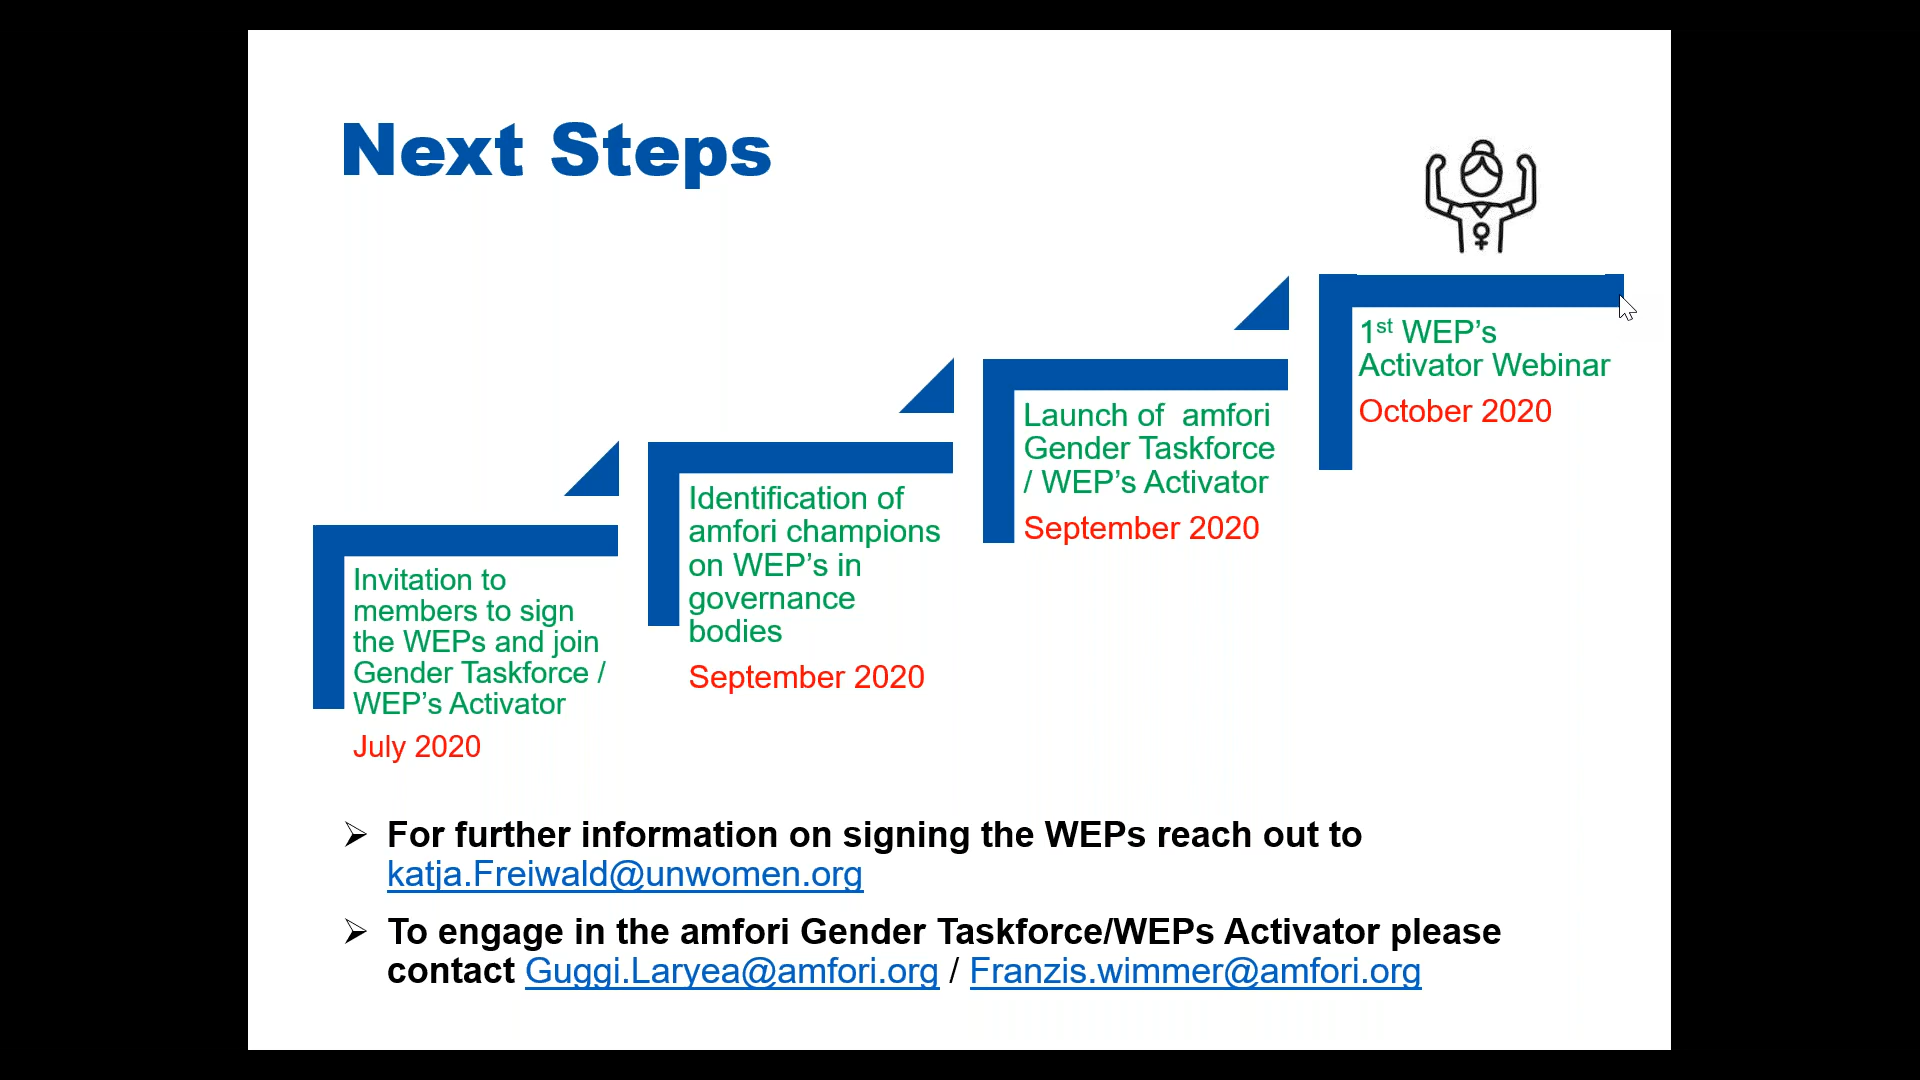 Next Steps
Invitation to
members to sign
the WEPs and join
Gender Taskforce /
WEP’s Activator
July 2020
Identification of
amfori champions
on WEP’s in
governance
bodies
September 2020
Launch of  amfori
Gender Taskforce
/ WEP’s Activator
September 2020
1st WEP’s
Activator Webinar
October 2020
➢ For further information on signing the WEPs reach out to
katja.Freiwald@unwomen.org
➢ To engage in the amfori Gender Taskforce/WEPs Activator please
contact Guggi.Laryea@amfori.org / Franzis.wimmer@amfori.org